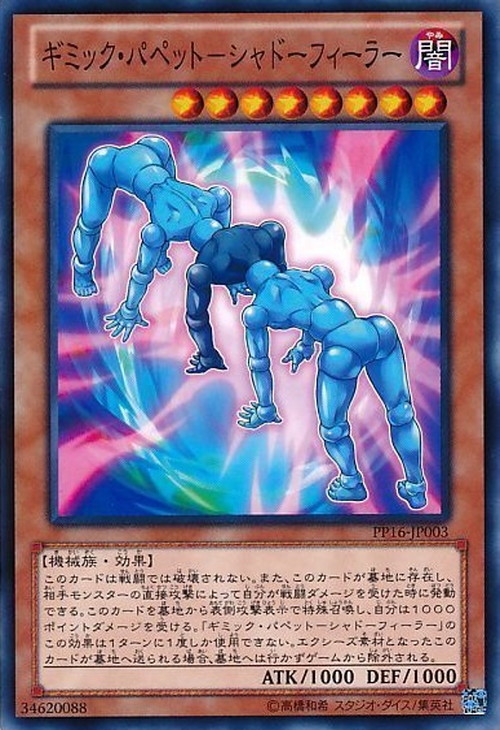 ギミック・パペット－シャドーフィーラー
闇
PP16-JP003
【機械族・効果】
このカードは戦闘では破壊されない。また、このカードが墓地に存在し、
相手モンスターの直接攻撃によって自分が戦闘ダメージを受けた時に発動
できる。このカードを墓地から表側攻撃表示で特殊召喚し、自分は１０００
ポイントダメージを受ける。「ギミック・パペットーシャドーフィーラー」の
この効果は１ターンに１度しか使用できない。エクシーズ素材となったこの
カードが墓地へ送られる場合、墓地へは行かずゲームから除外される。
ATK/1000 DEF/1000
34620088 ©高橋和希 スタジオ・ダイス/集英社